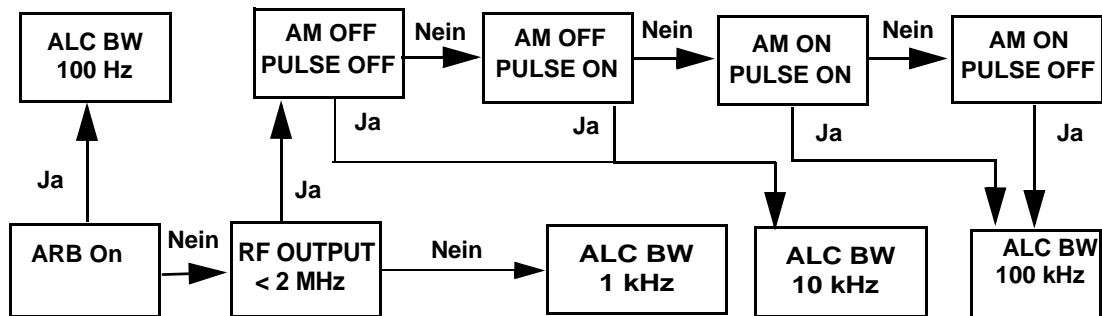 ALC BW
100 Hz
AM OFF
PULSE OFF
Nein
AM OFF
PULSE ON
Nein
AM ON
PULSE ON
Nein
AM ON
PULSE OFF
Ja
Ja
Ja
Ja
Ja
Ja
ARB On
Nein
RF OUTPUT
< 2 MHz
Nein
ALC BW
1 kHz
ALC BW
10 kHz
ALC BW
100 kHz